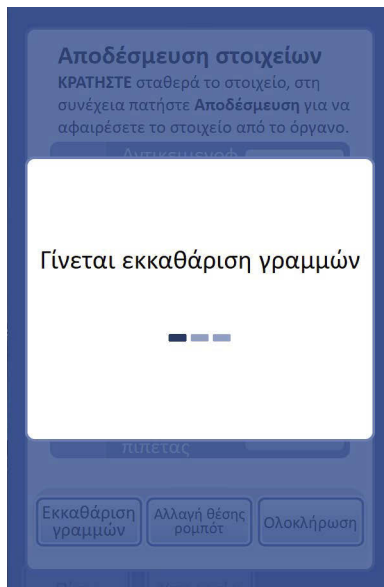 Αποδέσμευση στοιχείων
ΚΡΑΤΗΣΤΕ σταθερά το στοιχείο, στη
συνέχεια πατήστε Αποδέσμευση για να
αφαιρέσετε το στοιχείο από το όργανο.
Γίνεται εκκαθάριση γραμμών
πιπέτας
Εκκαθάριση
γραμμών
Αλλαγή θέσης
ρομπότ
Ολοκλήρωση